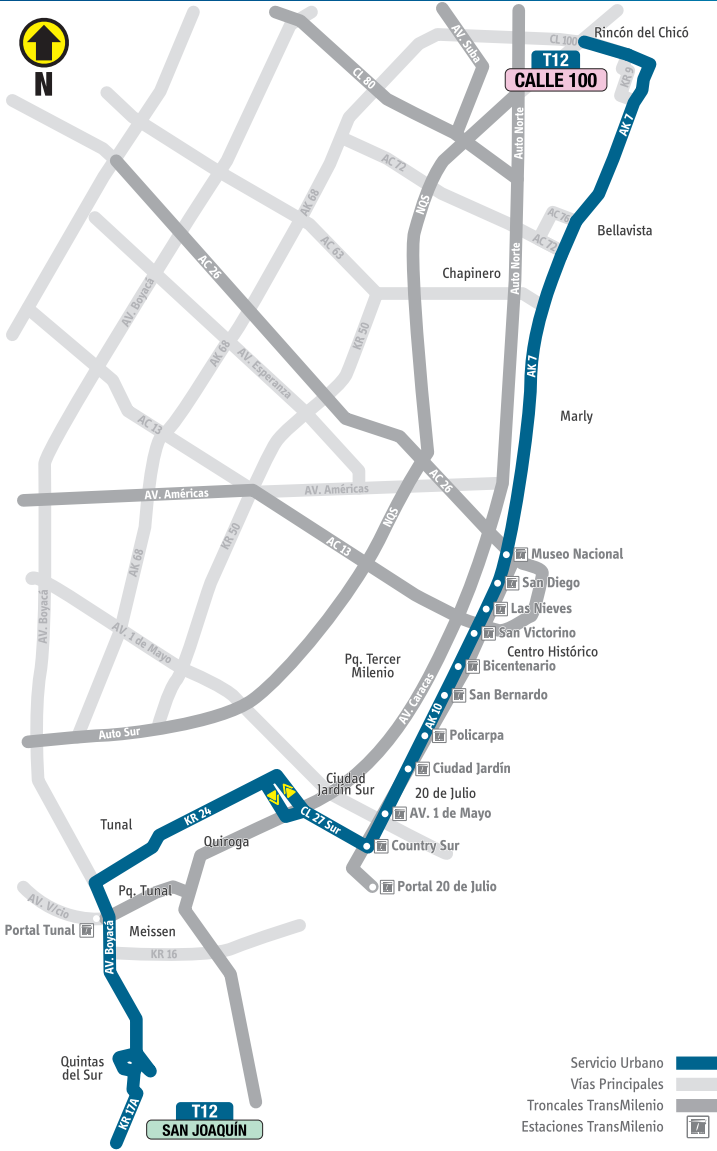 Rincón del Chicó
CL 100
T12
CALLE 100
KR 9
AV. Suba
CL 80
N
AK 7
Auto Norte
AC 72
AK 68
NQS
AC 76
AC 72
Bellavista
AC 63
AC 26
Auto Norte
Chapinero
AV. Boyacá
KR 50
AK 68
AV. Esperanza
AK 7
Marly
AC 13
AC 26
AV. Américas
AV. Américas
NQS
KR 50
AC 13
AK 68
Museo Nacional
San Diego
Las Nieves
San Victorino
Centro Histórico
AV. Boyacá
AV. 1 de Mayo
Pq. Tercer
Milenio
Bicentenario
San Bernardo
AV. Caracas
AK 10
Policarpa
Auto Sur
Ciudad Jardín
Ciudad
Jardín Sur
20 de Julio
AV. 1 de Mayo
KR 24
CL 27 Sur
Tunal
Quiroga
Country Sur
Portal 20 de Julio
Pq. Tunal
AV. V/cio
Portal Tunal
Meissen
AV. Boyacá
KR 16
Quintas
del Sur
KR 17A
T12
SAN JOAQUÍN
Servicio Urbano
Vías Principales
Troncales TransMilenio
Estaciones TransMilenio